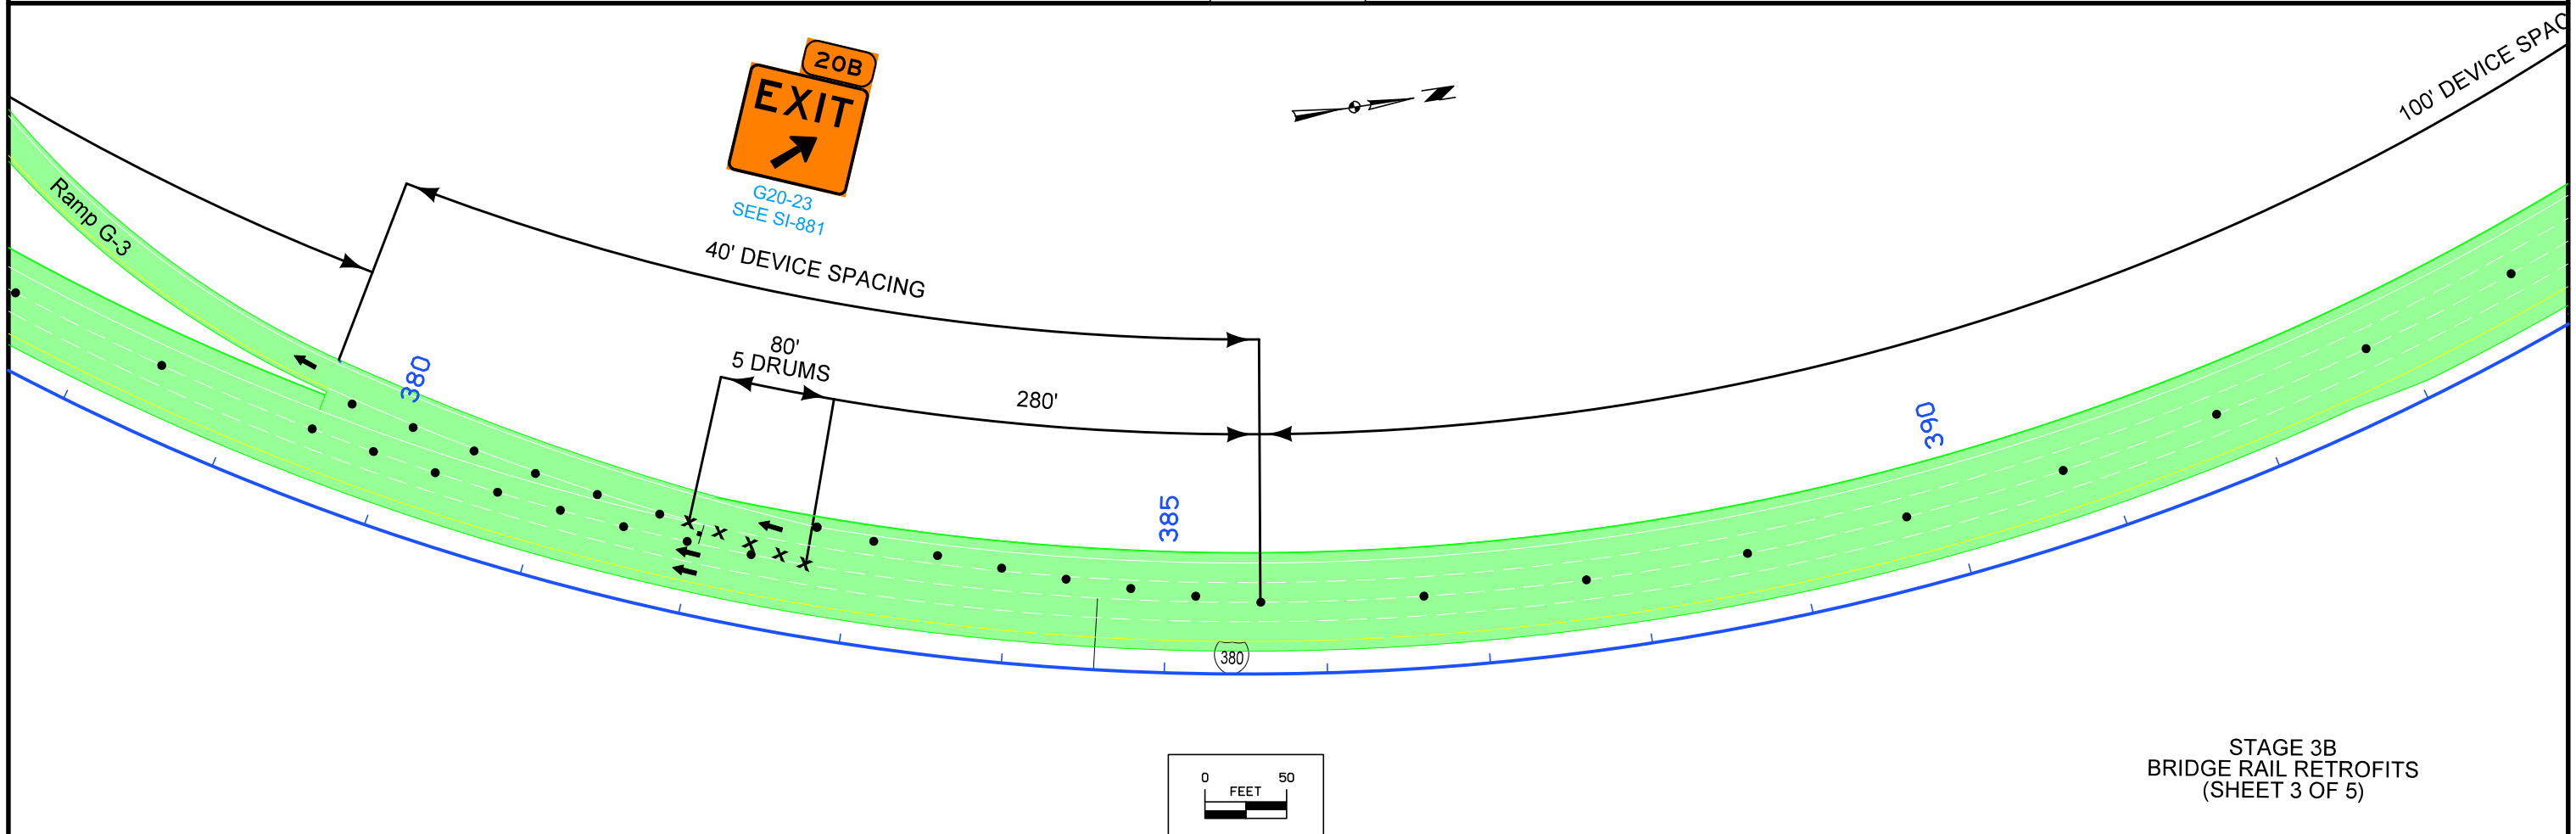 20B
EXIT
G20-23
SEE SI-881
100' DEVICE SPAC
Ramp G-3
40' DEVICE SPACING
80'
5 DRUMS
280'
380
385
390
380
0 50
FEET
STAGE 3B
BRIDGE RAIL RETROFITS
(SHEET 3 OF 5)